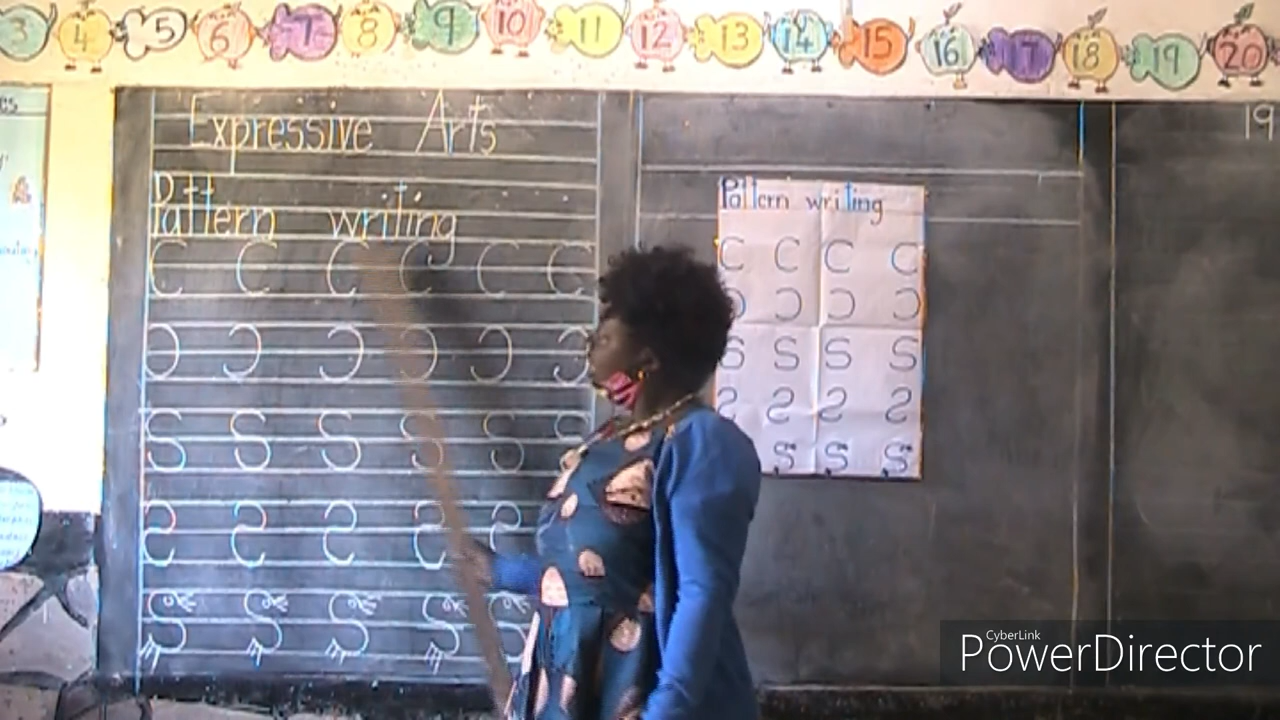 3 4 5 6 7 8 9 10 11 12 13 14 15 16 17 18 19 20
Expressive Arts
Pattern writing
C C C C C C
Ɔ Ɔ Ɔ Ɔ Ɔ Ɔ
S S S S S S
Ƨ Ƨ Ƨ Ƨ Ƨ
S S S S S
Pattern writing
C C C C
Ɔ Ɔ Ɔ Ɔ
S S S S
Ƨ Ƨ Ƨ Ƨ
S S S
19
CyberLink
PowerDirector